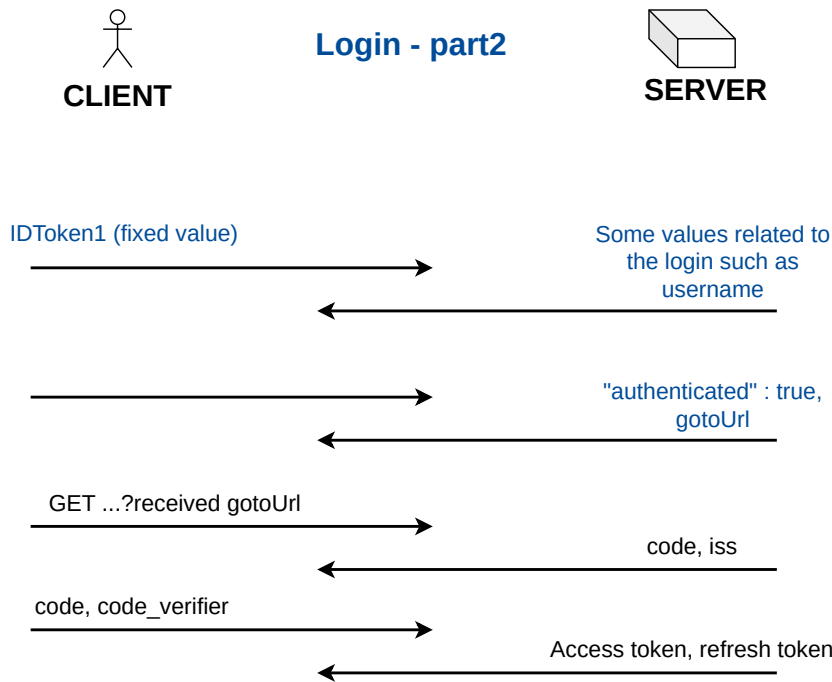 Login - part2
CLIENT
SERVER
IDToken1 (fixed value)
Some values related to
the login such as
username
"authenticated" : true,
gotoUrl
GET ...?received gotoUrl
code, iss
code, code_verifier
Access token, refresh token